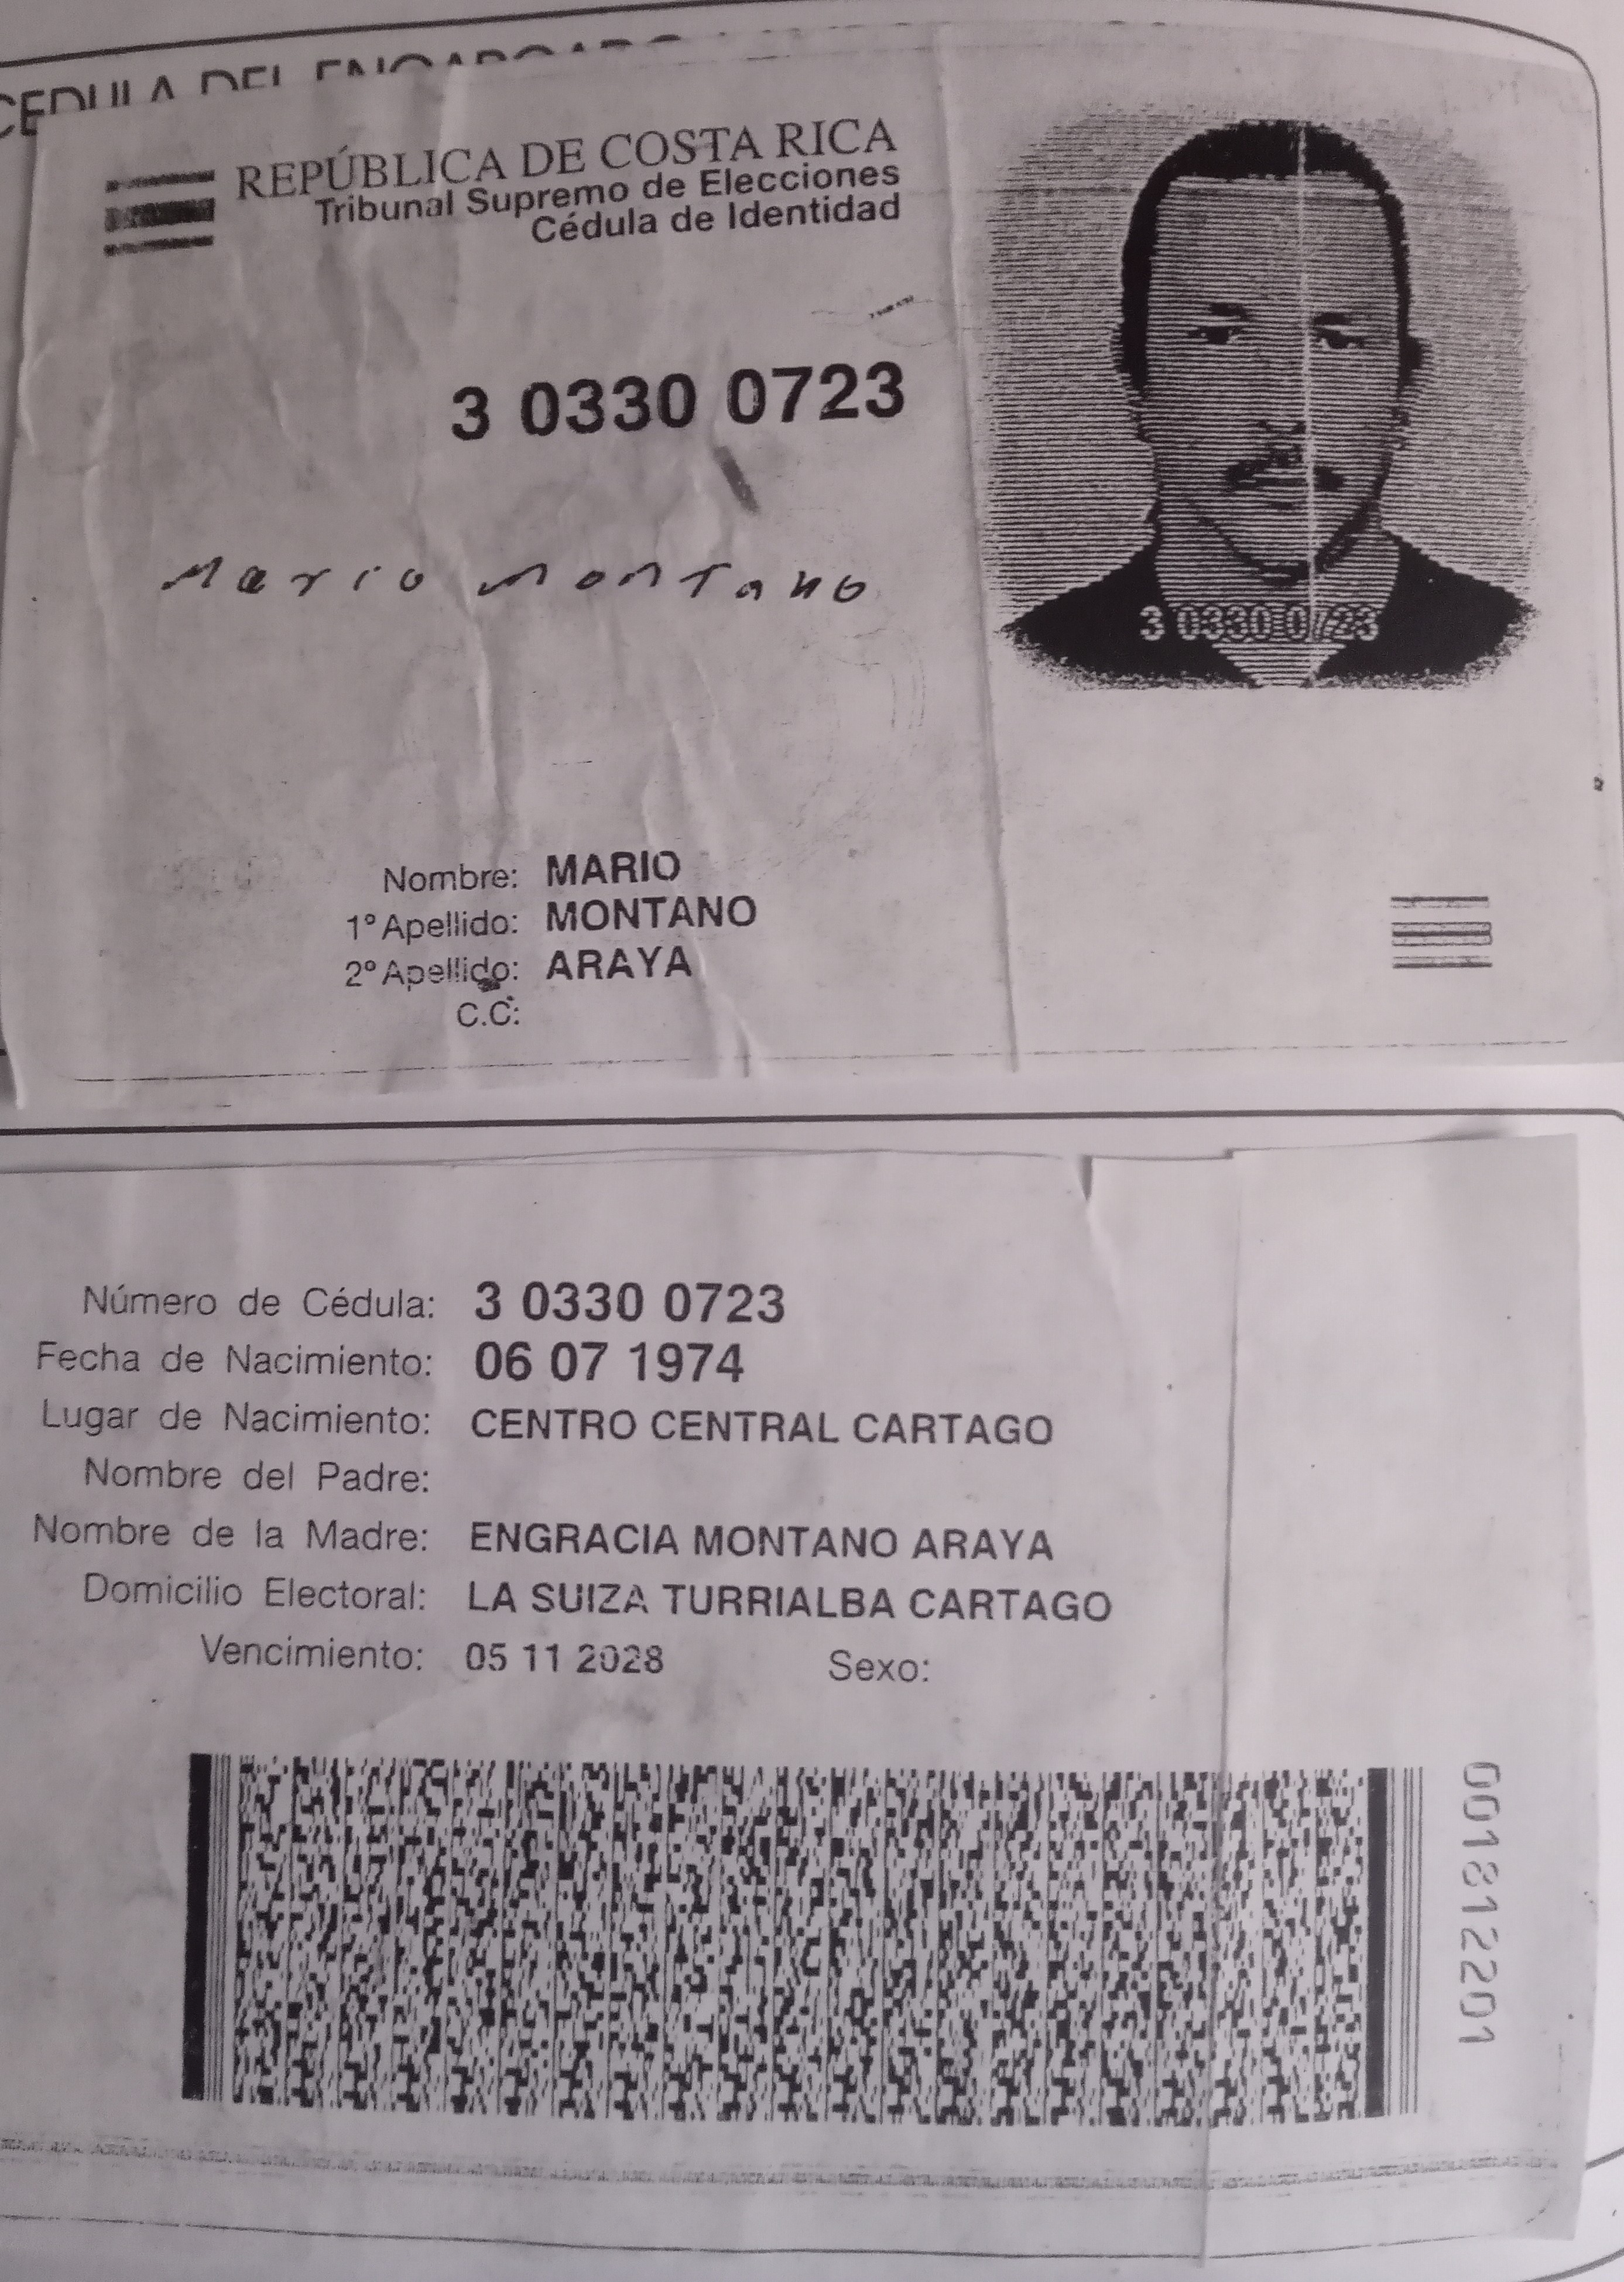 CEDULA DEL ENCARGADO
REPÚBLICA DE COSTA RICA
Tribunal Supremo de Elecciones
Cédula de Identidad
3 0330 0723
Mario Montano
3 0330 0723
Nombre: MARIO
1º Apellido: MONTANO
2º Apellido: ARAYA
C.C:
Número de Cédula: 3 0330 0723
Fecha de Nacimiento: 06 07 1974
Lugar de Nacimiento: CENTRO CENTRAL CARTAGO
Nombre del Padre:
Nombre de la Madre: ENGRACIA MONTANO ARAYA
Domicilio Electoral: LA SUIZA TURRIALBA CARTAGO
Vencimiento: 05 11 2028 Sexo:
001812201